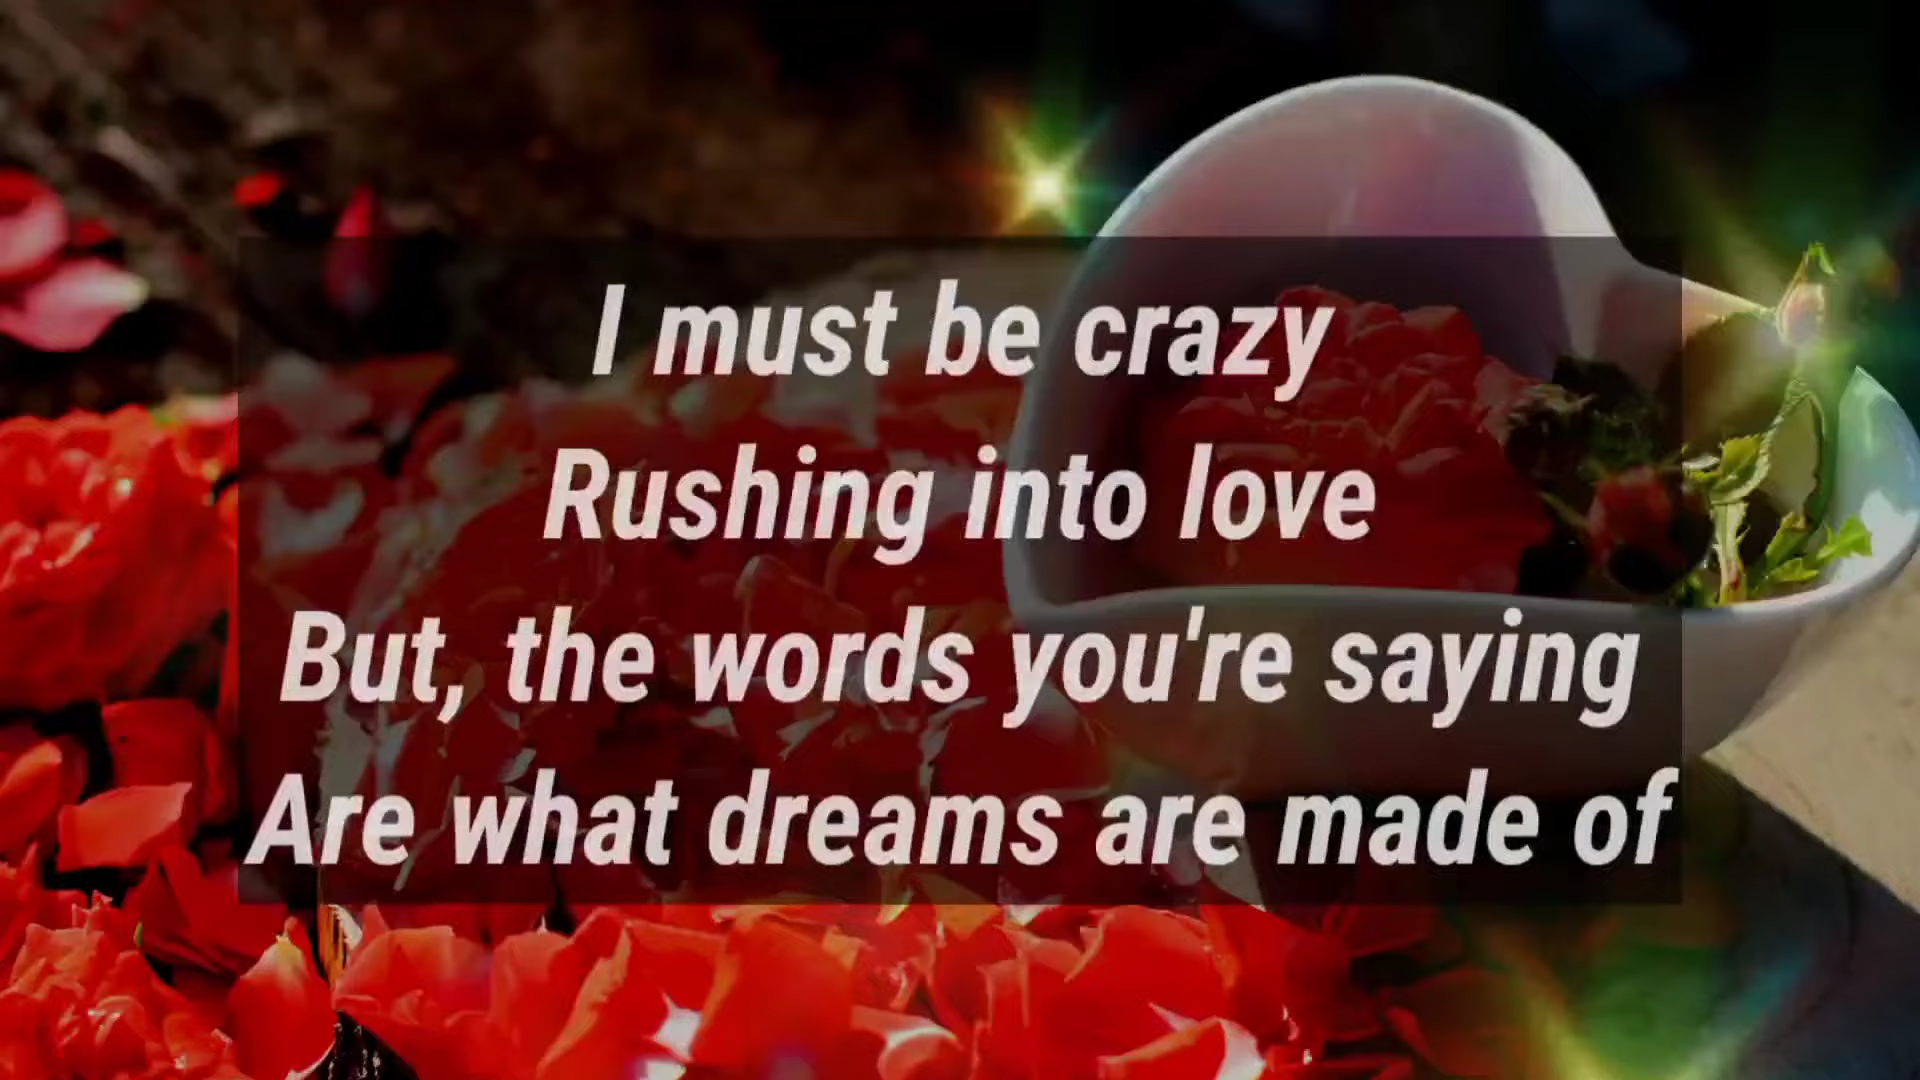 I must be crazy
Rushing into love
But, the words you're saying
Are what dreams are made of